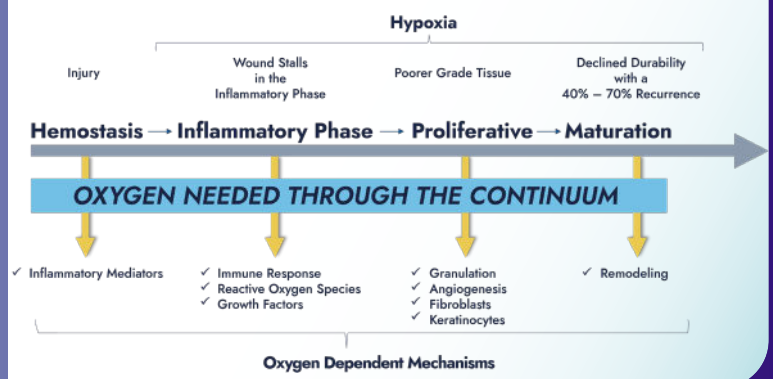 Hypoxia
Injury
Wound Stalls
in the
Inflammatory Phase
Poorer Grade Tissue
Declined Durability
with a
40% – 70% Recurrence
Hemostasis → Inflammatory Phase → Proliferative → Maturation
OXYGEN NEEDED THROUGH THE CONTINUUM
✓ Inflammatory Mediators
✓ Immune Response
✓ Reactive Oxygen Species
✓ Growth Factors
✓ Granulation
✓ Angiogenesis
✓ Fibroblasts
✓ Keratinocytes
✓ Remodeling
Oxygen Dependent Mechanisms